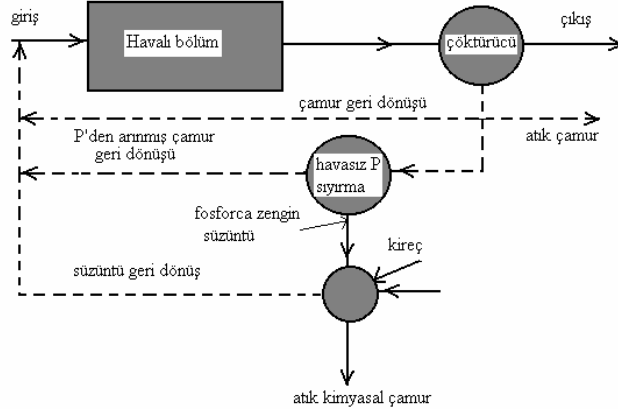 giriş
Havalı bölüm
çöktürücü
çıkış
çamur geri dönüşü
atık çamur
P'den arınmış çamur
geri dönüşü
havasız P
sıyırma
fosforca zengin
süzüntü
kireç
süzüntü geri dönüş
atık kimyasal çamur